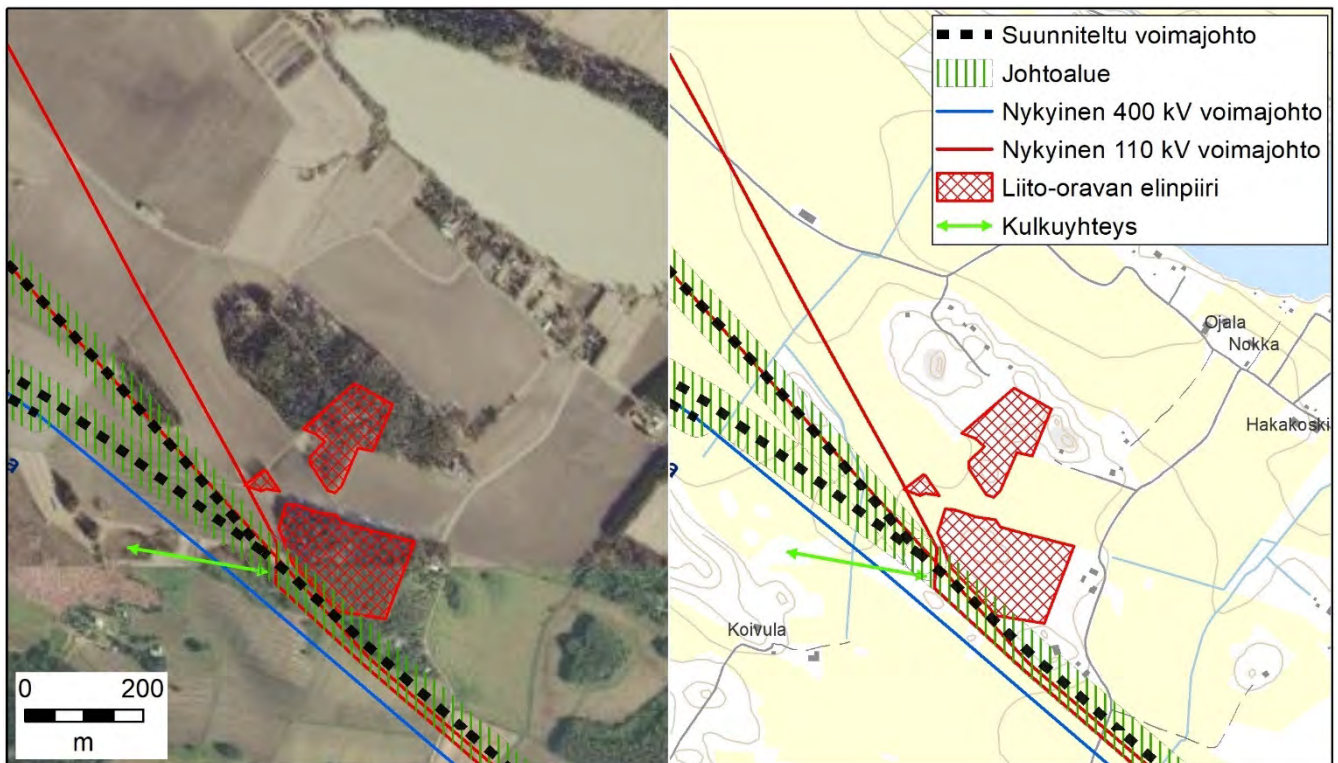 Suunniteltu voimajohto
Johtoalue
Nykyinen 400 kV voimajohto
Nykyinen 110 kV voimajohto
Liito-oravan elinpiiri
Kulkuyhteys
Ojala
Nokka
Hakakoski
a
a
Koivula
0 200
m